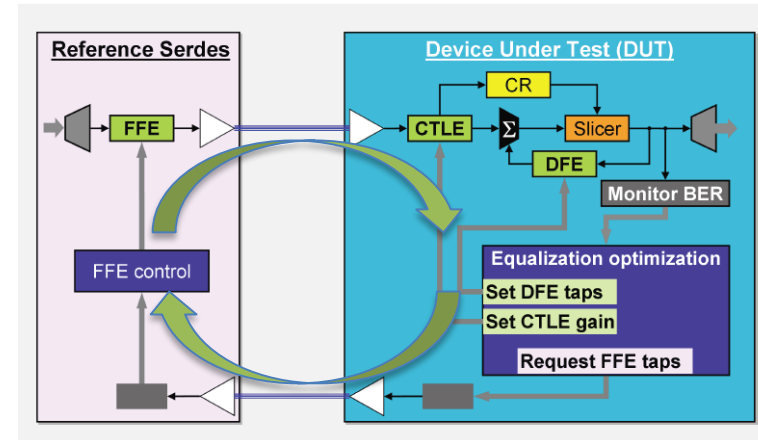 Reference Serdes
FFE
FFE control
Device Under Test (DUT)
CR
CTLE
Σ
Slicer
DFE
Monitor BER
Equalization optimization
Set DFE taps
Set CTLE gain
Request FFE taps